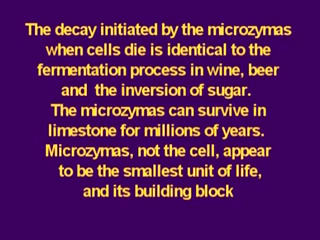 The decay initiated by the microzymas
when cells die is identical to the
fermentation process in wine, beer
and the inversion of sugar.
The microzymas can survive in
limestone for millions of years.
Microzymas, not the cell, appear
to be the smallest unit of life,
and its building block